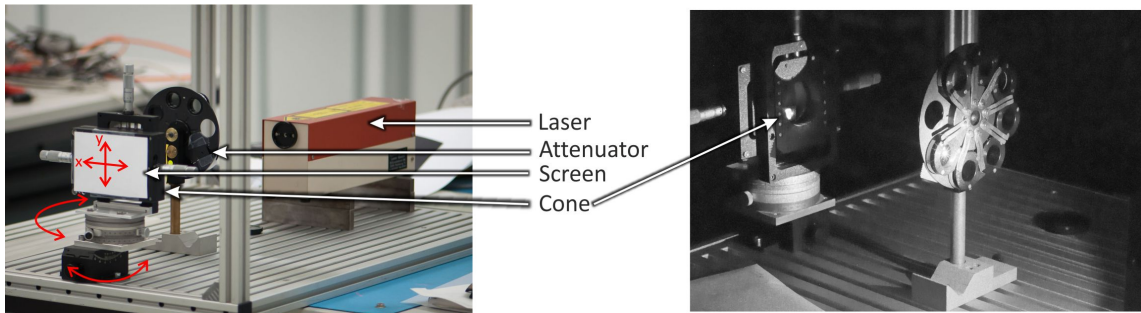 y
x
Laser
Attenuator
Screen
Cone